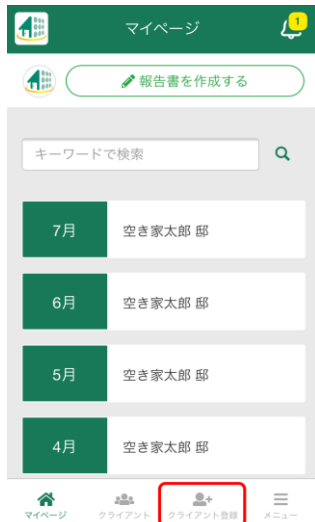 マイページ
1
報告書を作成する
キーワードで検索
7月
空き家太郎 邸
6月
空き家太郎 邸
5月
空き家太郎 邸
4月
空き家太郎 邸
マイページ
クライアント
クライアント登録
メニュー